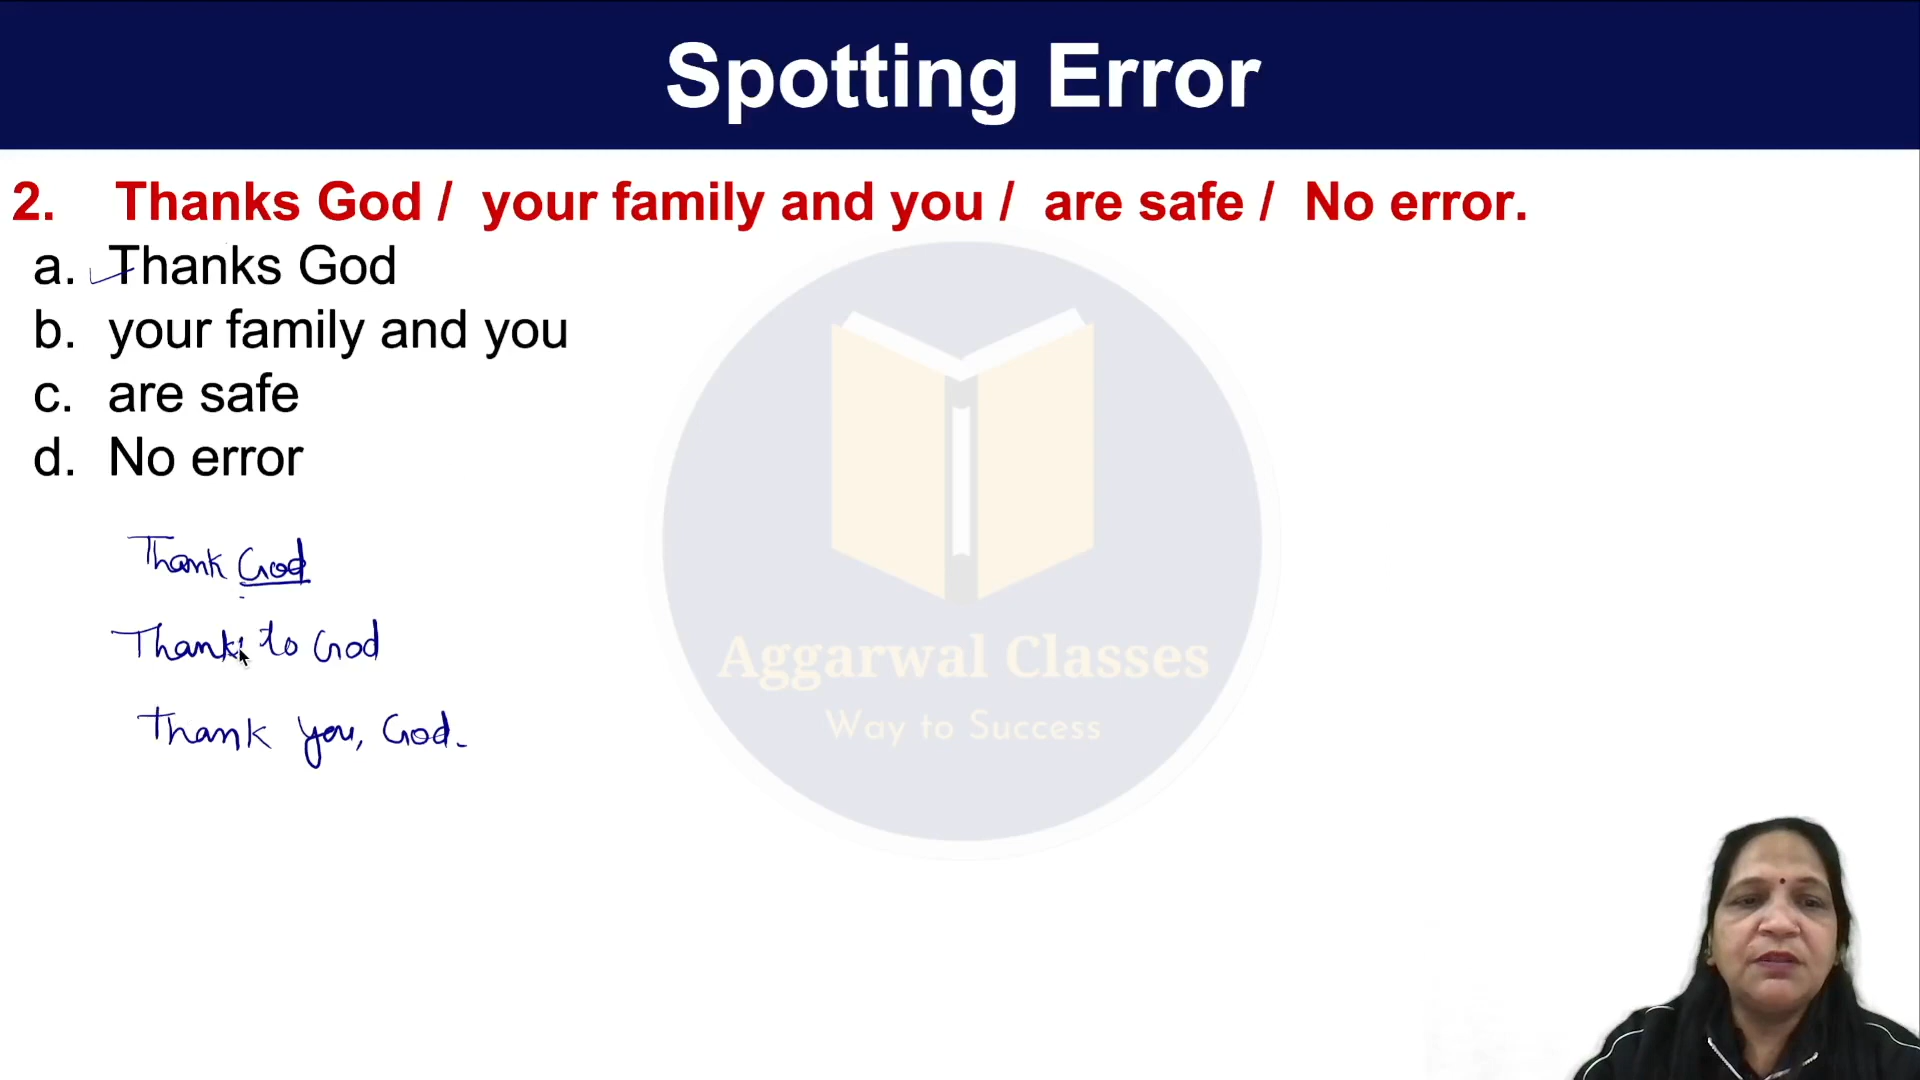 Spotting Error
2. Thanks God / your family and you / are safe / No error.
a. Thanks God
b. your family and you
c. are safe
d. No error
Thank God
Thanks to God
Thank you, God.
Aggarwal Classes
Way to Success